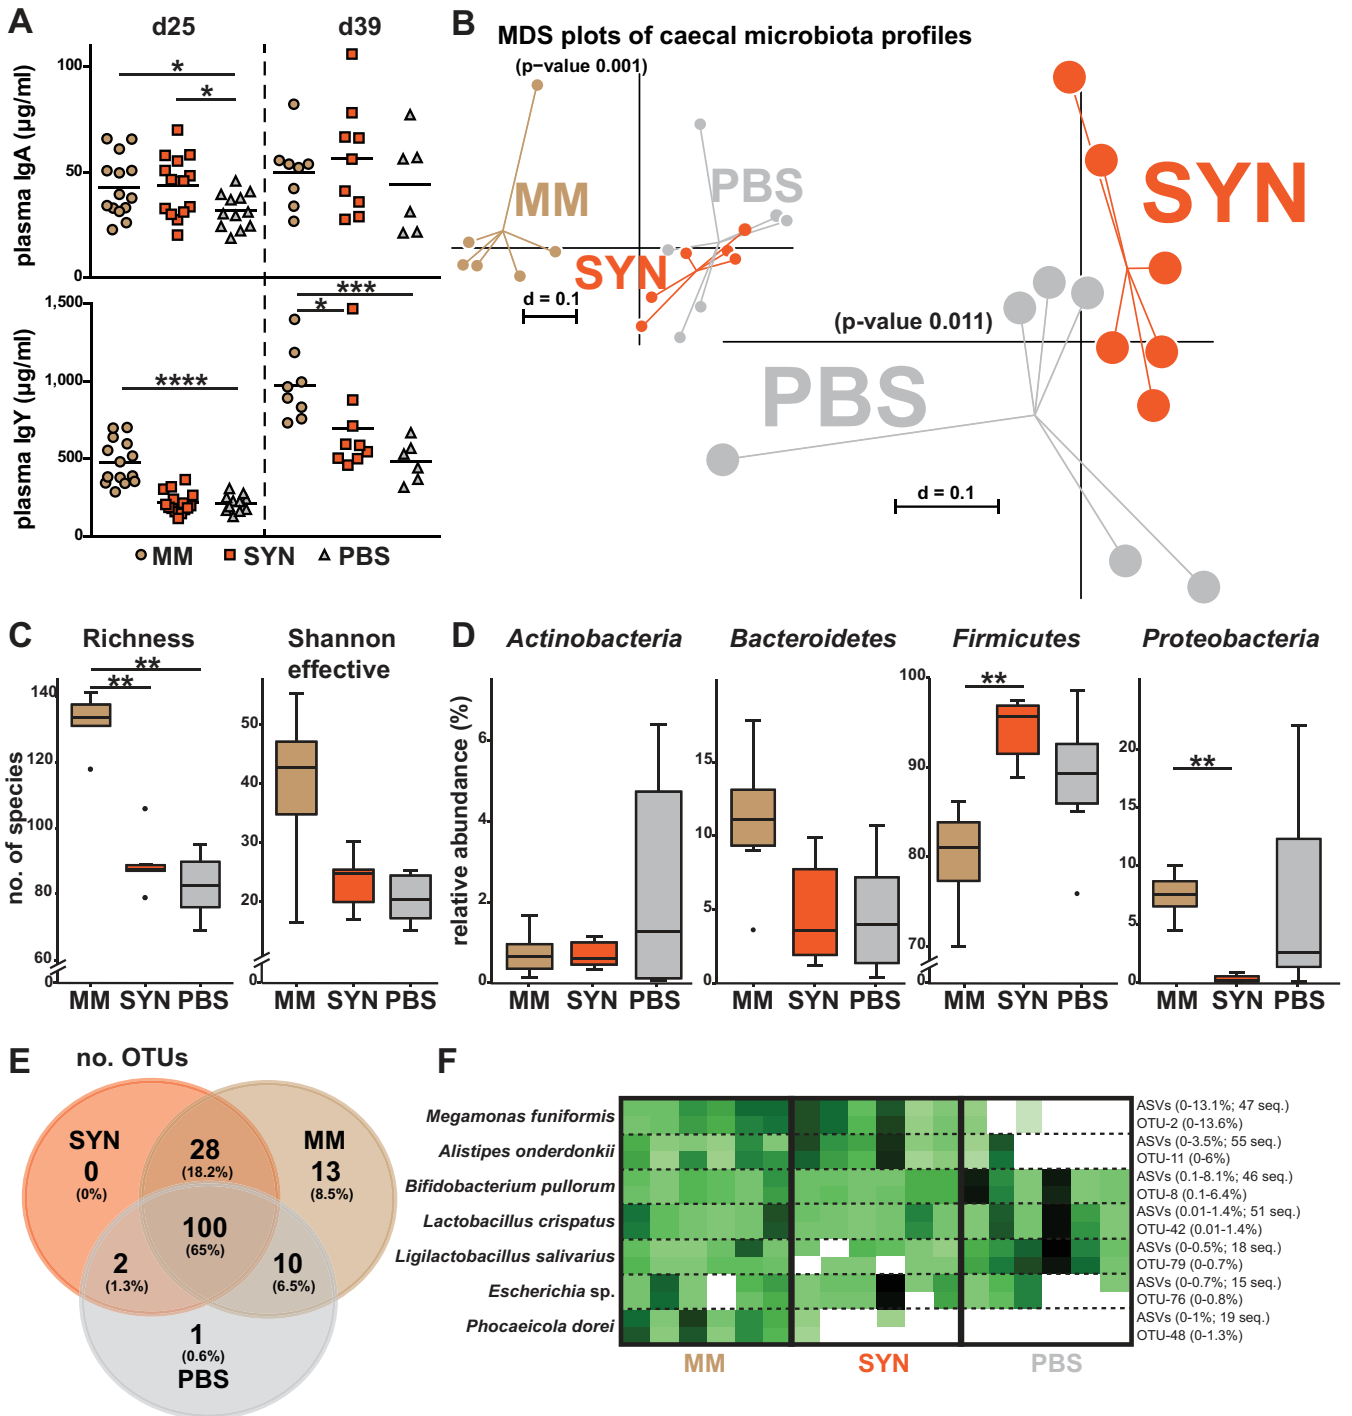 A
d25
d39
plasma IgA (µg/ml)
100
50
0
*
*
plasma IgY (µg/ml)
1,500
1,000
500
0
****
***
*
MM
SYN
PBS
B
MDS plots of caecal microbiota profiles
(p−value 0.001)
MM
PBS
SYN
d = 0.1
SYN
(p-value 0.011)
PBS
d = 0.1
C
Richness
Shannon
effective
no. of species
140
120
100
80
60
0
**
**
MM SYN PBS
50
40
30
20
0
MM SYN PBS
D
Actinobacteria
Bacteroidetes
Firmicutes
Proteobacteria
relative abundance (%)
6
4
2
0
MM SYN PBS
15
10
5
0
MM SYN PBS
100
90
80
70
0
**
MM SYN PBS
20
15
10
5
0
**
MM SYN PBS
E
no. OTUs
SYN
0
(0%)
28
(18.2%)
MM
13
(8.5%)
100
(65%)
2
(1.3%)
10
(6.5%)
1
(0.6%)
PBS
F
Megamonas funiformis
ASVs (0-13.1%; 47 seq.)
OTU-2 (0-13.6%)
Alistipes onderdonkii
ASVs (0-3.5%; 55 seq.)
OTU-11 (0-6%)
Bifidobacterium pullorum
ASVs (0.1-8.1%; 46 seq.)
OTU-8 (0.1-6.4%)
Lactobacillus crispatus
ASVs (0.01-1.4%; 51 seq.)
OTU-42 (0.01-1.4%)
Ligilactobacillus salivarius
ASVs (0-0.5%; 18 seq.)
OTU-79 (0-0.7%)
Escherichia sp.
ASVs (0-0.7%; 15 seq.)
OTU-76 (0-0.8%)
Phocaeicola dorei
ASVs (0-1%; 19 seq.)
OTU-48 (0-1.3%)
MM
SYN
PBS